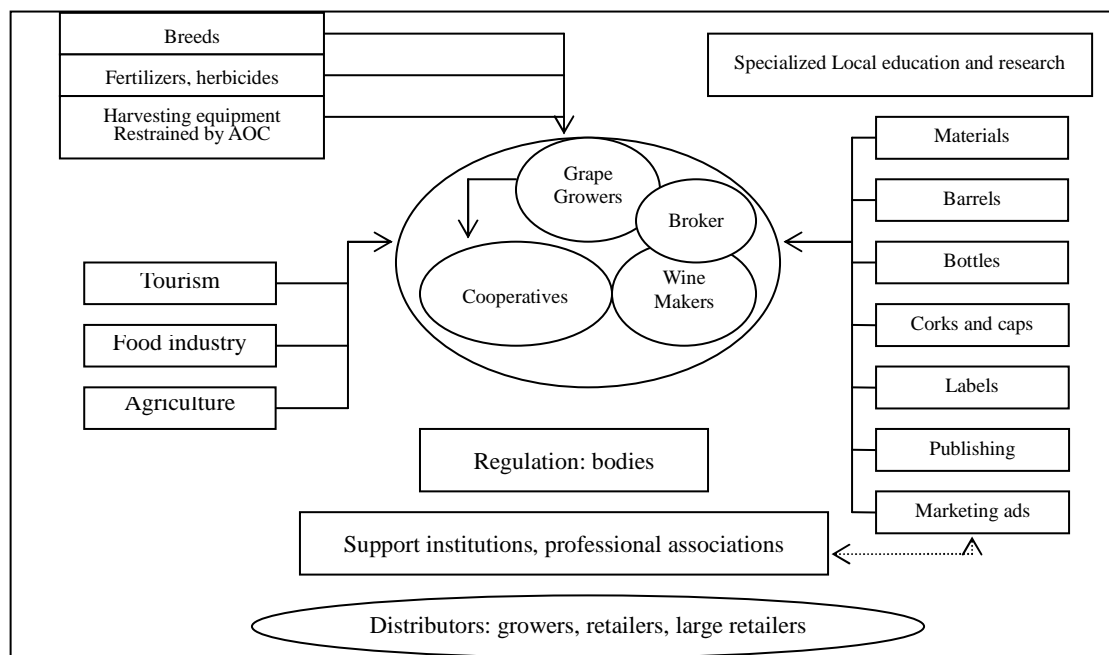 Breeds
Fertilizers, herbicides
Harvesting equipment
Restrained by AOC
Specialized Local education and research
Grape
Growers
Broker
Cooperatives
Wine
Makers
Tourism
Food industry
Agriculture
Materials
Barrels
Bottles
Corks and caps
Labels
Publishing
Marketing ads
Regulation: bodies
Support institutions, professional associations
Distributors: growers, retailers, large retailers